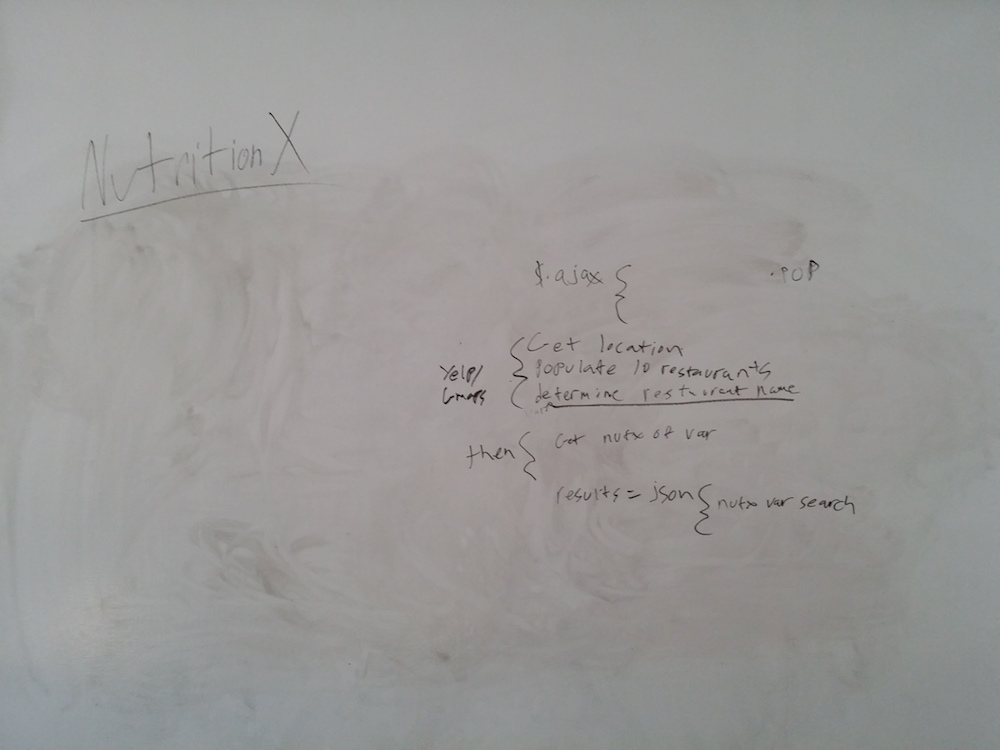 NutritionX
$.ajax {
.POP
Yelp/
Gmaps
{ Get location
Populate 10 restaurants
determine resturent name
then { Get nutx of var
results = json { nutx var search